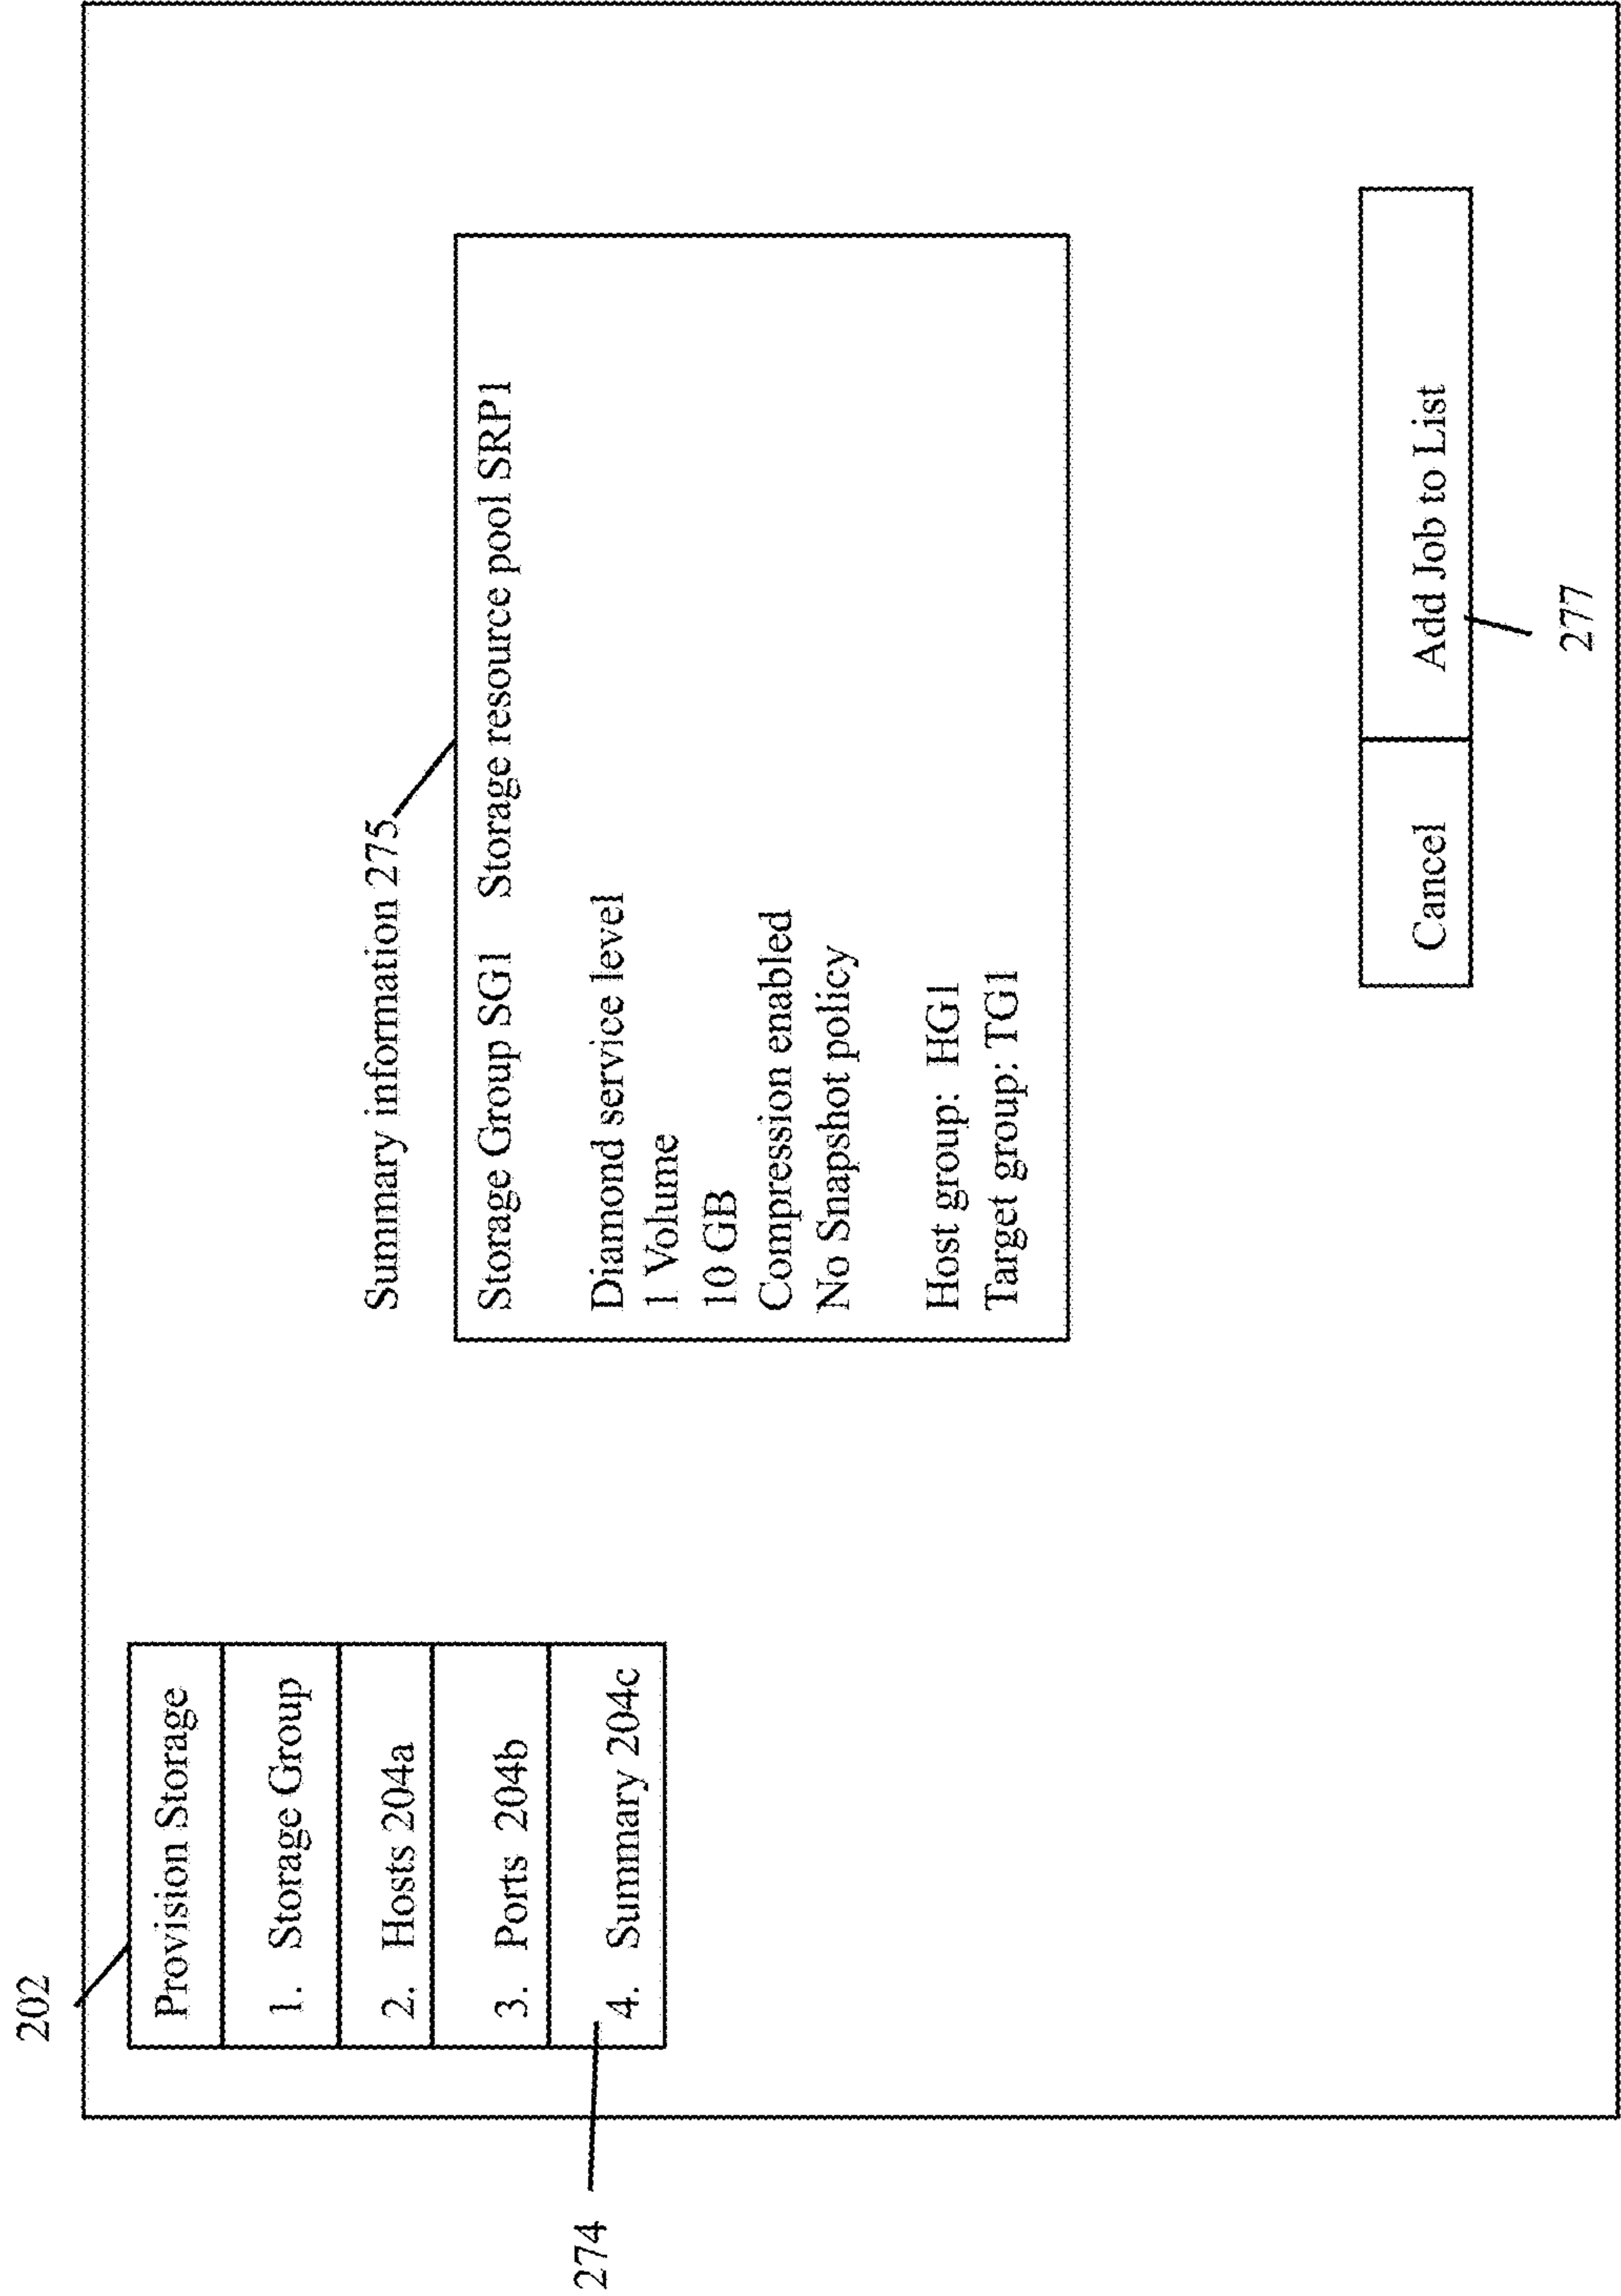 202
Provision Storage
1. Storage Group
2. Hosts 204a
3. Ports 204b
4. Summary 204c
274
Summary information 275
Storage Group SG1 Storage resource pool SRP1
Diamond service level
1 Volume
10 GB
Compression enabled
No Snapshot policy
Host group: HG1
Target group: TG1
Cancel
Add Job to List
277